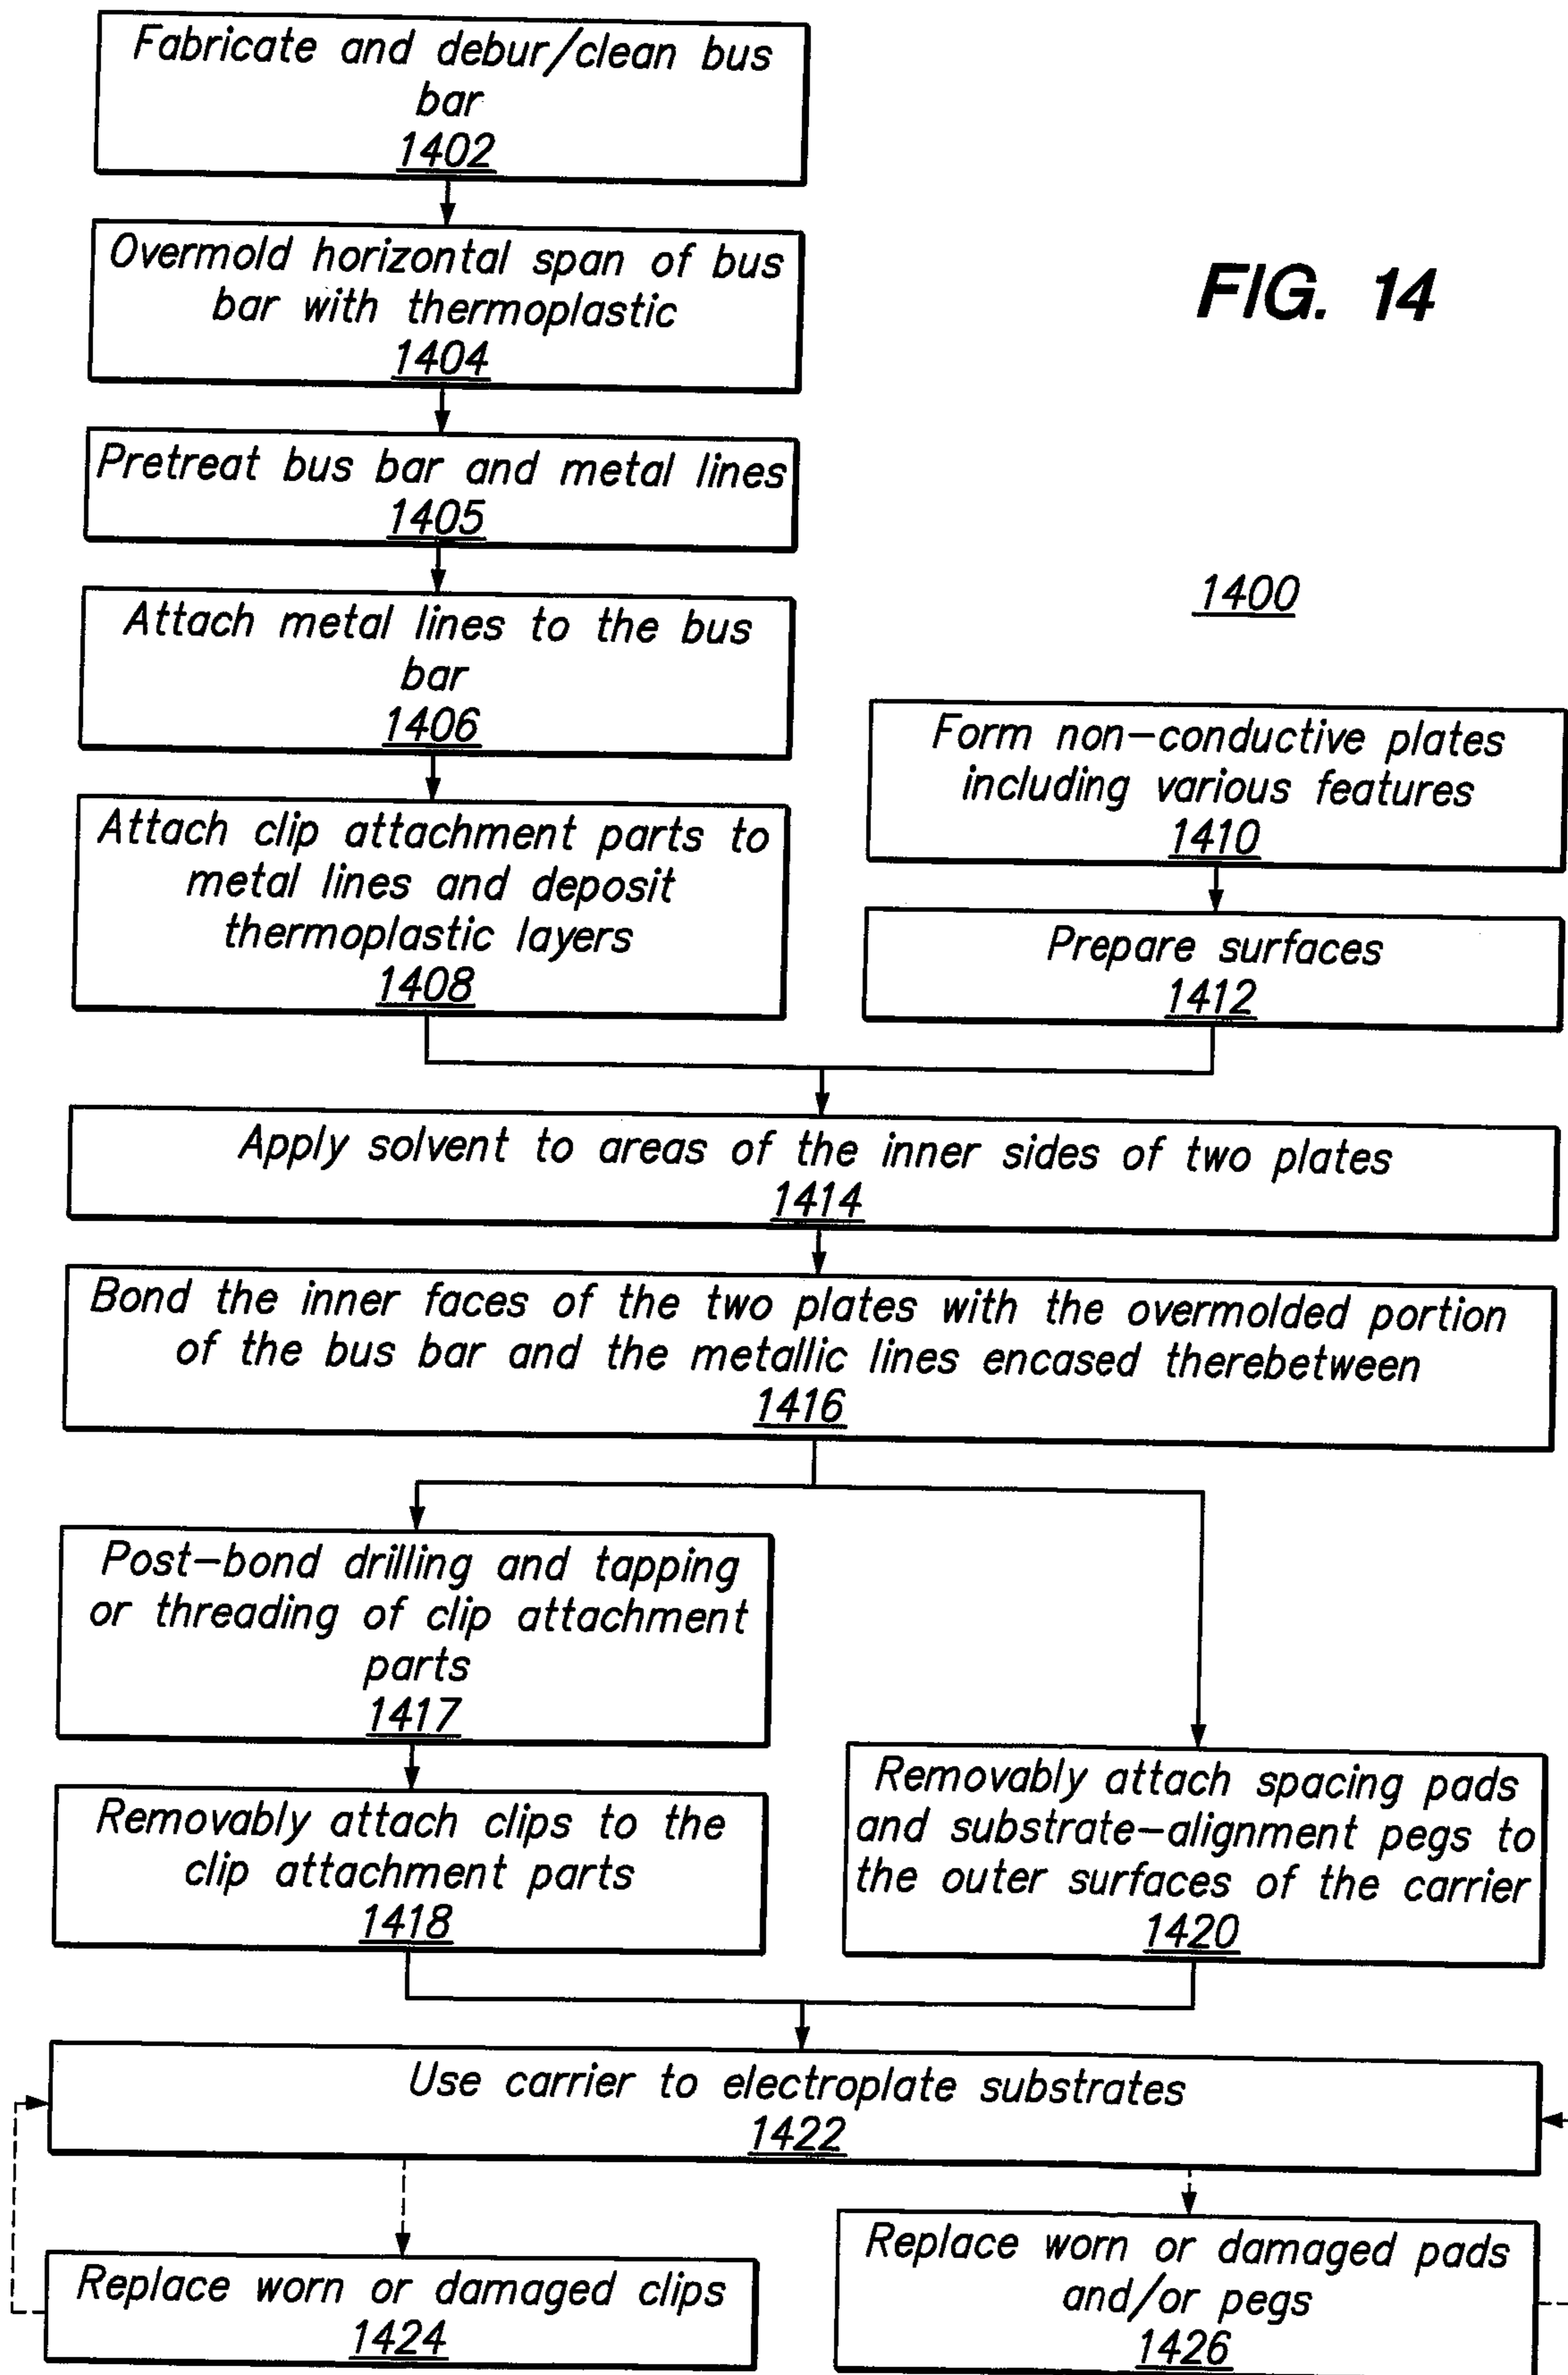 Fabricate and debur/clean bus
bar
1402
Overmold horizontal span of bus
bar with thermoplastic
1404
FIG. 14
Pretreat bus bar and metal lines
1405
1400
Attach metal lines to the bus
bar
1406
Form non-conductive plates
including various features
1410
Attach clip attachment parts to
metal lines and deposit
thermoplastic layers
1408
Prepare surfaces
1412
Apply solvent to areas of the inner sides of two plates
1414
Bond the inner faces of the two plates with the overmolded portion
of the bus bar and the metallic lines encased therebetween
1416
Post-bond drilling and tapping
or threading of clip attachment
parts
1417
Removably attach clips to the
clip attachment parts
1418
Removably attach spacing pads
and substrate-alignment pegs to
the outer surfaces of the carrier
1420
Use carrier to electroplate substrates
1422
Replace worn or damaged clips
1424
Replace worn or damaged pads
and/or pegs
1426